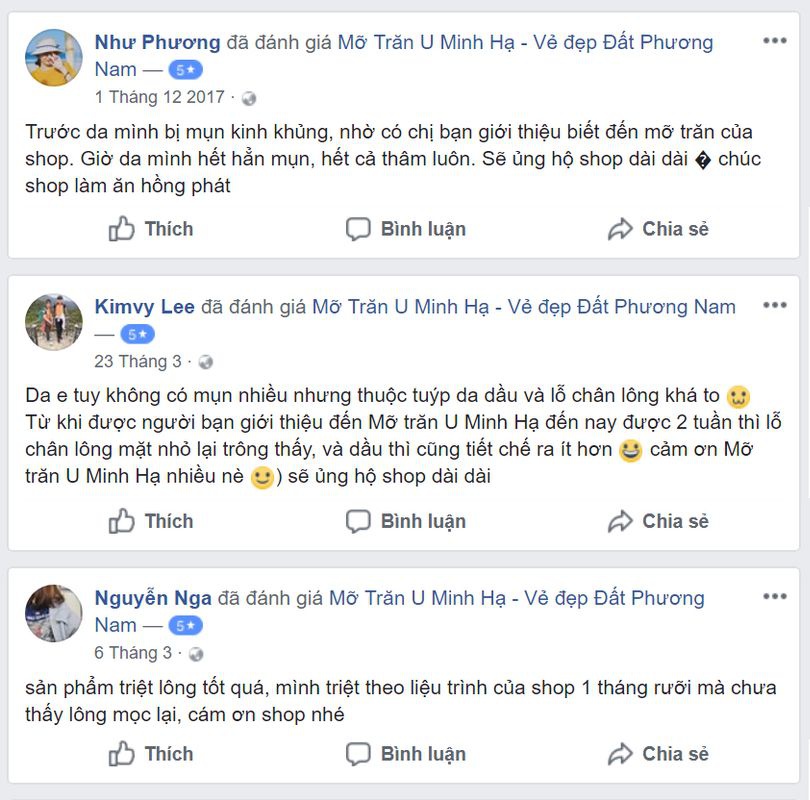 Như Phương đã đánh giá Mỡ Trăn U Minh Hạ - Vẻ đẹp Đất Phương
Nam — 5★
1 Tháng 12 2017 ·
Trước da mình bị mụn kinh khủng, nhờ có chị bạn giới thiệu biết đến mỡ trăn của
shop. Giờ da mình hết hẳn mụn, hết cả thâm luôn. Sẽ ủng hộ shop dài dài � chúc
shop làm ăn hồng phát
Thích Bình luận Chia sẻ
Kimvy Lee đã đánh giá Mỡ Trăn U Minh Hạ - Vẻ đẹp Đất Phương Nam
— 5★
23 Tháng 3 ·
Da e tuy không có mụn nhiều nhưng thuộc tuýp da dầu và lỗ chân lông khá to
Từ khi được người bạn giới thiệu đến Mỡ trăn U Minh Hạ đến nay được 2 tuần thì lỗ
chân lông mặt nhỏ lại trông thấy, và dầu thì cũng tiết chế ra ít hơn 😀 cảm ơn Mỡ
trăn U Minh Hạ nhiều nè 🙂) sẽ ủng hộ shop dài dài
Thích Bình luận Chia sẻ
Nguyễn Nga đã đánh giá Mỡ Trăn U Minh Hạ - Vẻ đẹp Đất Phương
Nam — 5★
6 Tháng 3 ·
sản phẩm triệt lông tốt quá, mình triệt theo liệu trình của shop 1 tháng rưỡi mà chưa
thấy lông mọc lại, cám ơn shop nhé
Thích Bình luận Chia sẻ